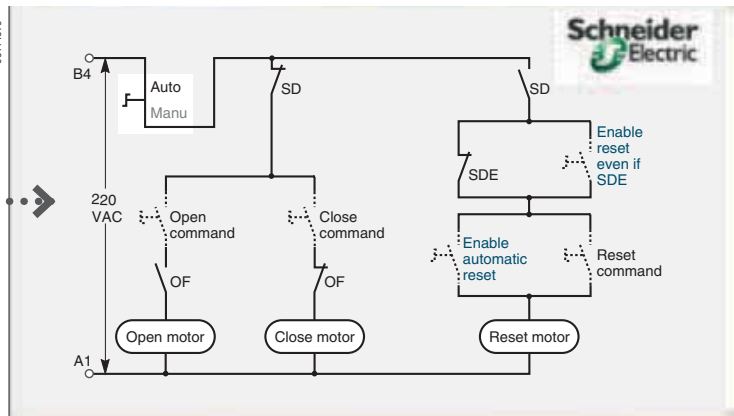 Schneider
Electric
B4
Auto
Manu
SD
SD
Enable
reset
even if
SDE
SDE
220
VAC
Open
command
Close
command
Enable
automatic
reset
Reset
command
OF
OF
Open motor
Close motor
Reset motor
A1